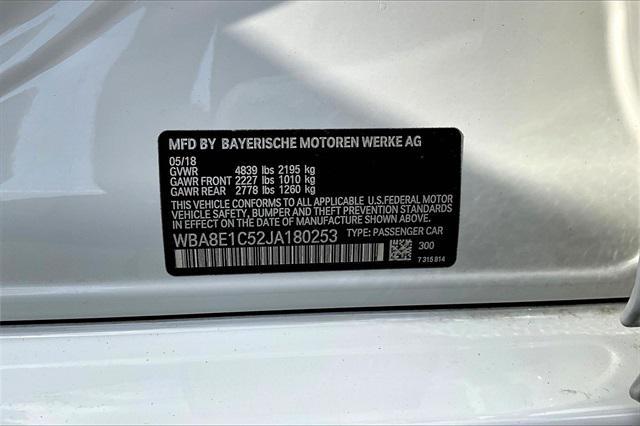 MFD BY BAYERISCHE MOTOREN WERKE AG
05/18
GVWR 4839 lbs 2195 kg
GAWR FRONT 2227 lbs 1010 kg
GAWR REAR 2778 lbs 1260 kg
THIS VEHICLE CONFORMS TO ALL APPLICABLE U.S.FEDERAL MOTOR
VEHICLE SAFETY, BUMPER AND THEFT PREVENTION STANDARDS
IN EFFECT ON THE DATE OF MANUFACTURE SHOWN ABOVE.
WBA8E1C52JA180253 TYPE: PASSENGER CAR
300
7 315 814